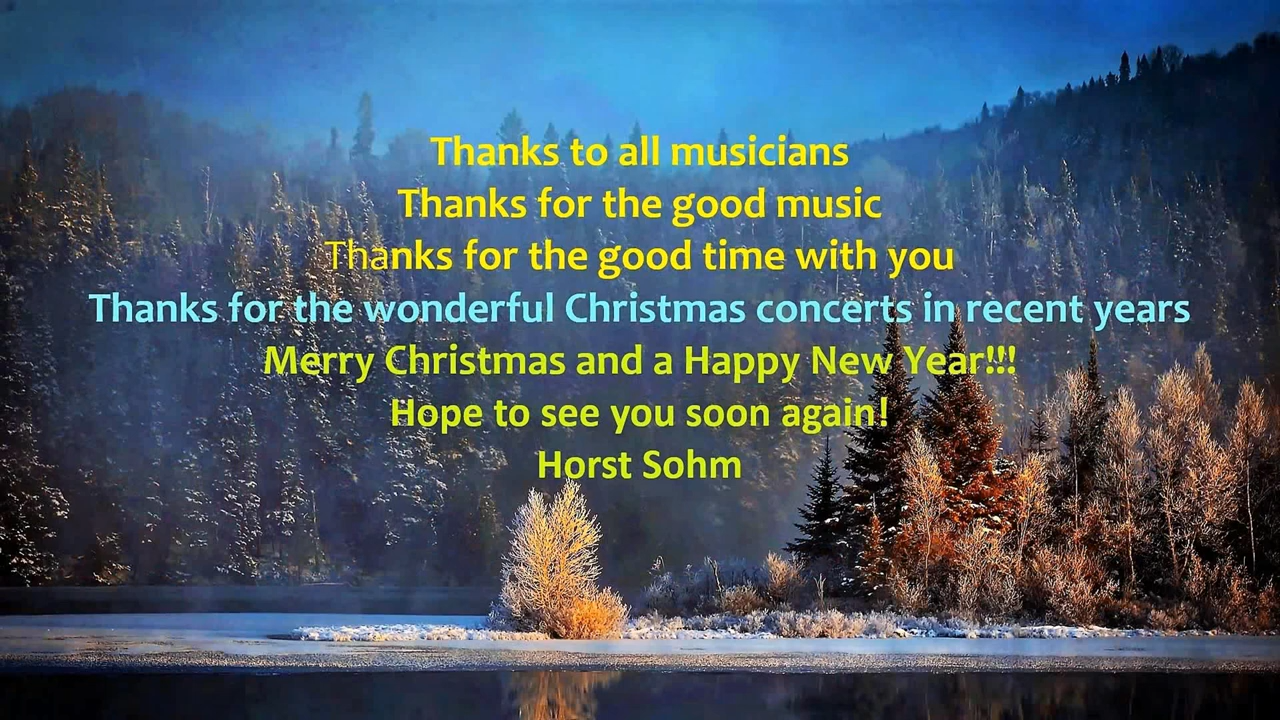 Thanks to all musicians
Thanks for the good music
Thanks for the good time with you
Thanks for the wonderful Christmas concerts in recent years
Merry Christmas and a Happy New Year!!!
Hope to see you soon again!
Horst Sohm